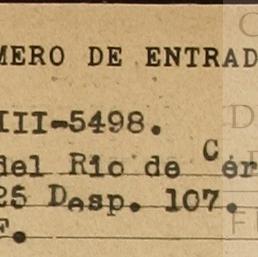 MERO DE ENTRAD
III-5498.
del Rio de Cér
25 Desp. 107.
F.